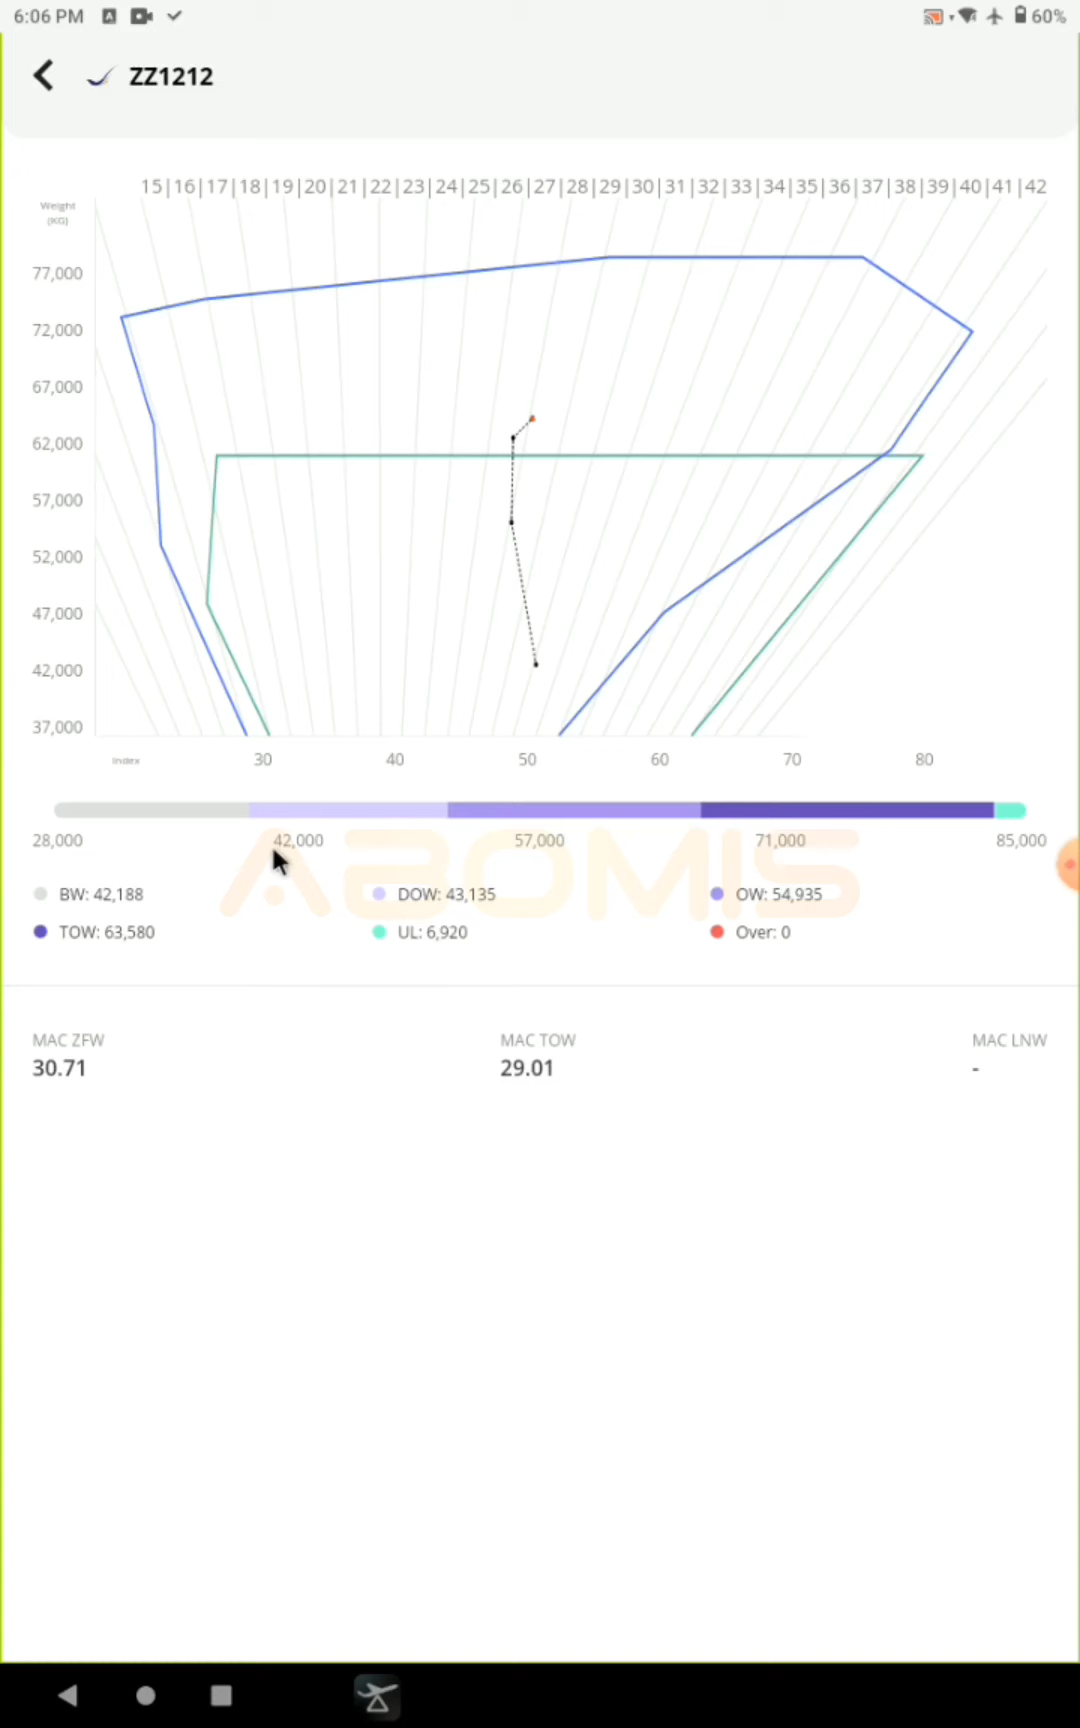 6:06 PM 60%
ZZ1212
15|16|17|18|19|20|21|22|23|24|25|26|27|28|29|30|31|32|33|34|35|36|37|38|39|40|41|42
Weight
(KG)
77,000
72,000
67,000
62,000
57,000
52,000
47,000
42,000
37,000
Index 30 40 50 60 70 80
28,000 42,000 57,000 71,000 85,000
ABOMIS
BW: 42,188 DOW: 43,135 OW: 54,935
TOW: 63,580 UL: 6,920 Over: 0
MAC ZFW MAC TOW MAC LNW
30.71 29.01 -